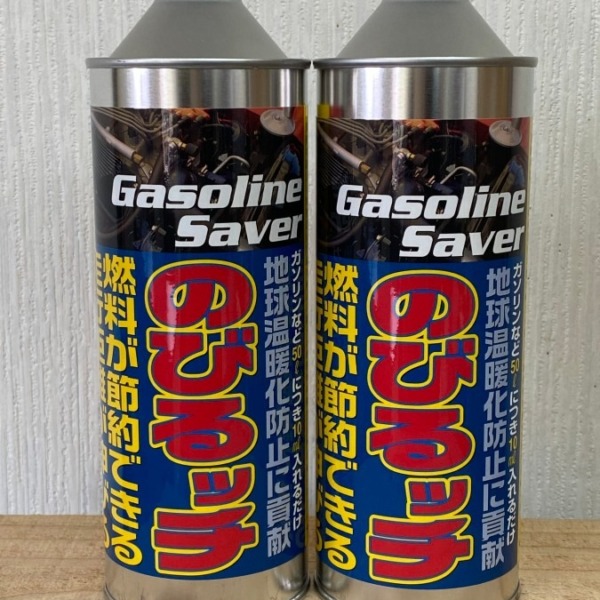 Gasoline
Saver
ガソリンなど50ℓにつき10㎖入れるだけ
地球温暖化防止に貢献
のびるッチ
燃料が節約できる
Gasoline
Saver
ガソリンなど50ℓにつき10㎖入れるだけ
地球温暖化防止に貢献
のびるッチ
燃料が節約できる